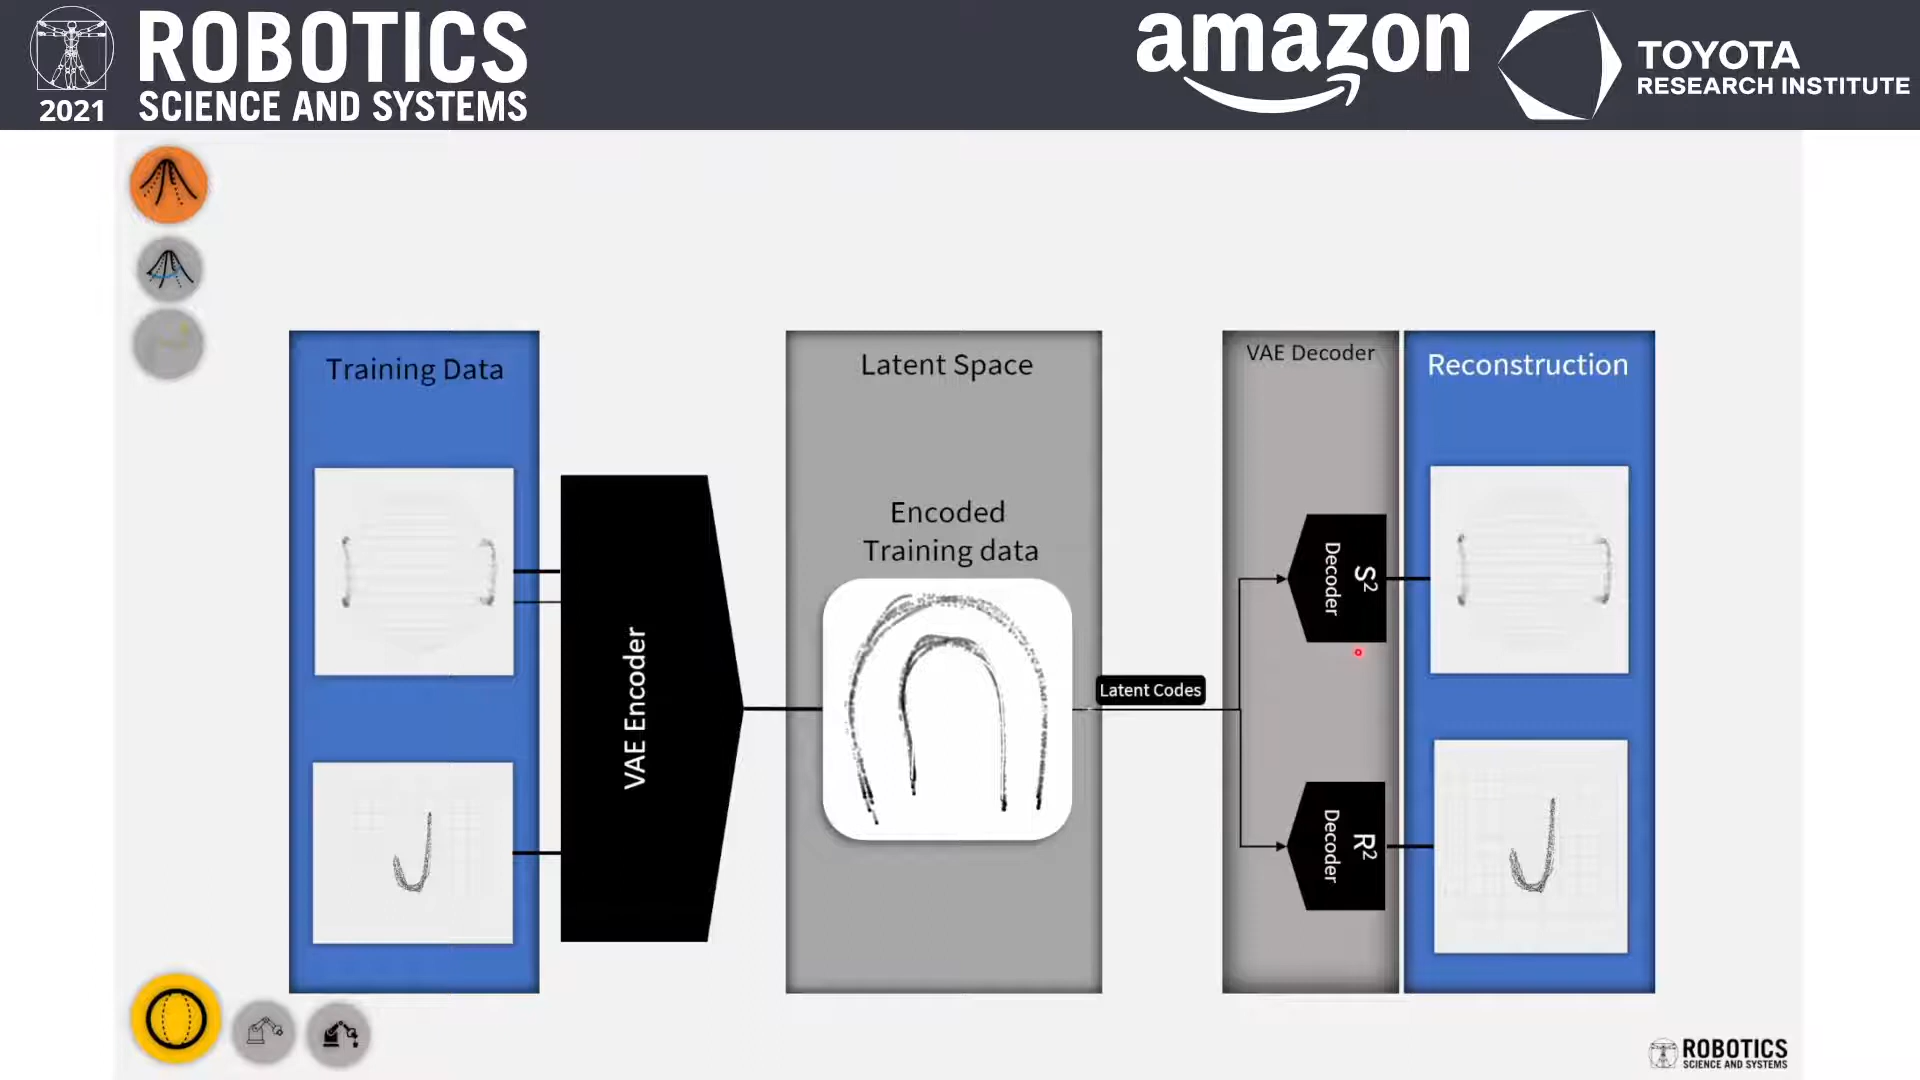 ROBOTICS
2021
SCIENCE AND SYSTEMS
amazon
TOYOTA
RESEARCH INSTITUTE
Training Data
Latent Space
VAE Decoder
Reconstruction
Encoded
Training data
VAE Encoder
Latent Codes
S²
Decoder
R²
Decoder
ROBOTICS
SCIENCE AND SYSTEMS